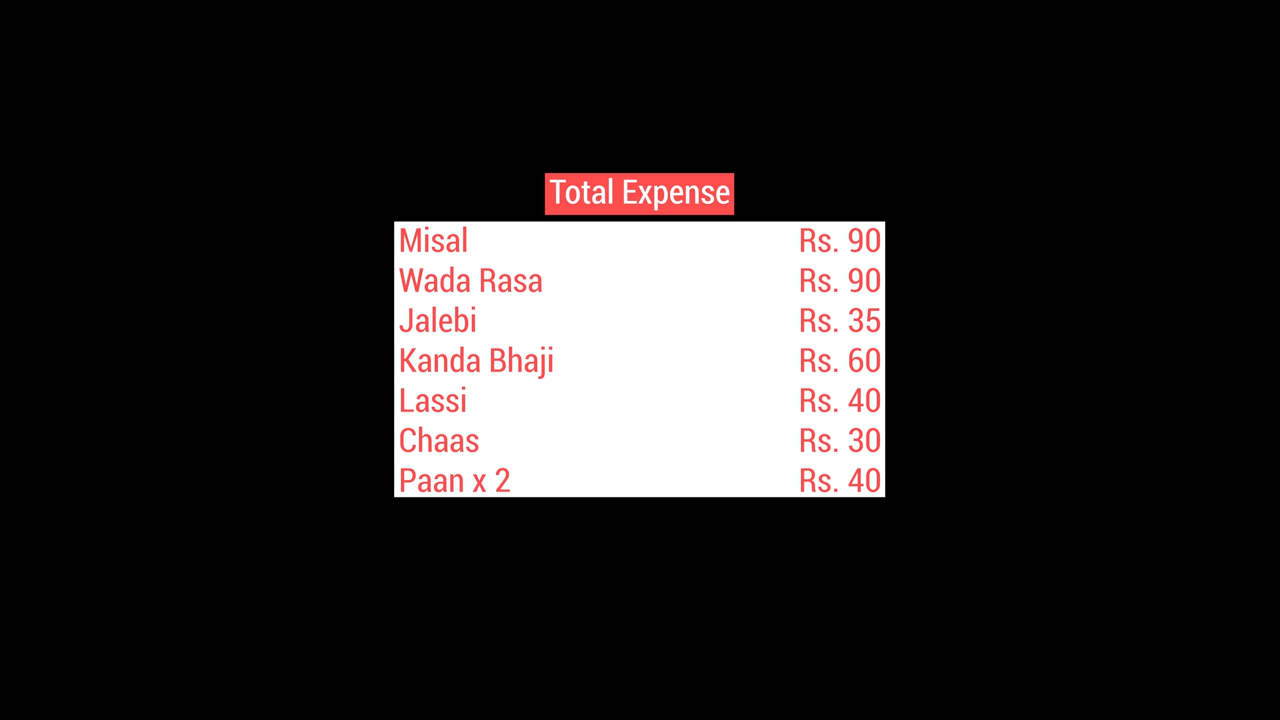 Total Expense
Misal Rs. 90
Wada Rasa Rs. 90
Jalebi Rs. 35
Kanda Bhaji Rs. 60
Lassi Rs. 40
Chaas Rs. 30
Paan x 2 Rs. 40